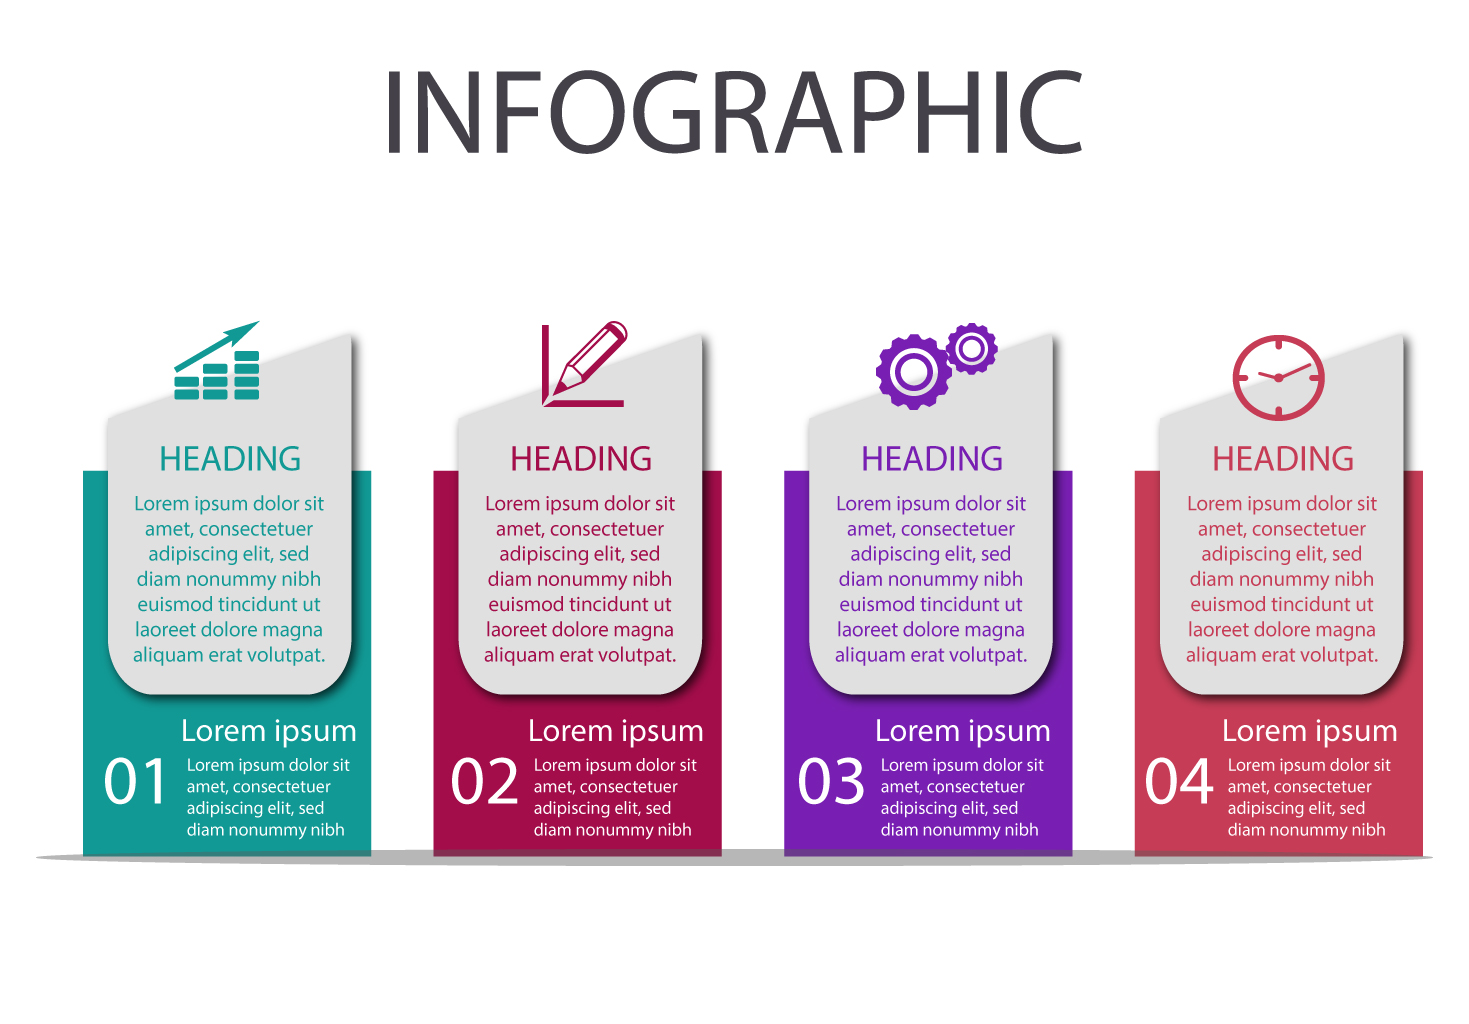 INFOGRAPHIC
HEADING
Lorem ipsum dolor sit
amet, consectetuer
adipiscing elit, sed
diam nonummy nibh
euismod tincidunt ut
laoreet dolore magna
aliquam erat volutpat.
Lorem ipsum
01
Lorem ipsum dolor sit
amet, consectetuer
adipiscing elit, sed
diam nonummy nibh
HEADING
Lorem ipsum dolor sit
amet, consectetuer
adipiscing elit, sed
diam nonummy nibh
euismod tincidunt ut
laoreet dolore magna
aliquam erat volutpat.
Lorem ipsum
02
Lorem ipsum dolor sit
amet, consectetuer
adipiscing elit, sed
diam nonummy nibh
HEADING
Lorem ipsum dolor sit
amet, consectetuer
adipiscing elit, sed
diam nonummy nibh
euismod tincidunt ut
laoreet dolore magna
aliquam erat volutpat.
Lorem ipsum
03
Lorem ipsum dolor sit
amet, consectetuer
adipiscing elit, sed
diam nonummy nibh
HEADING
Lorem ipsum dolor sit
amet, consectetuer
adipiscing elit, sed
diam nonummy nibh
euismod tincidunt ut
laoreet dolore magna
aliquam erat volutpat.
Lorem ipsum
04
Lorem ipsum dolor sit
amet, consectetuer
adipiscing elit, sed
diam nonummy nibh